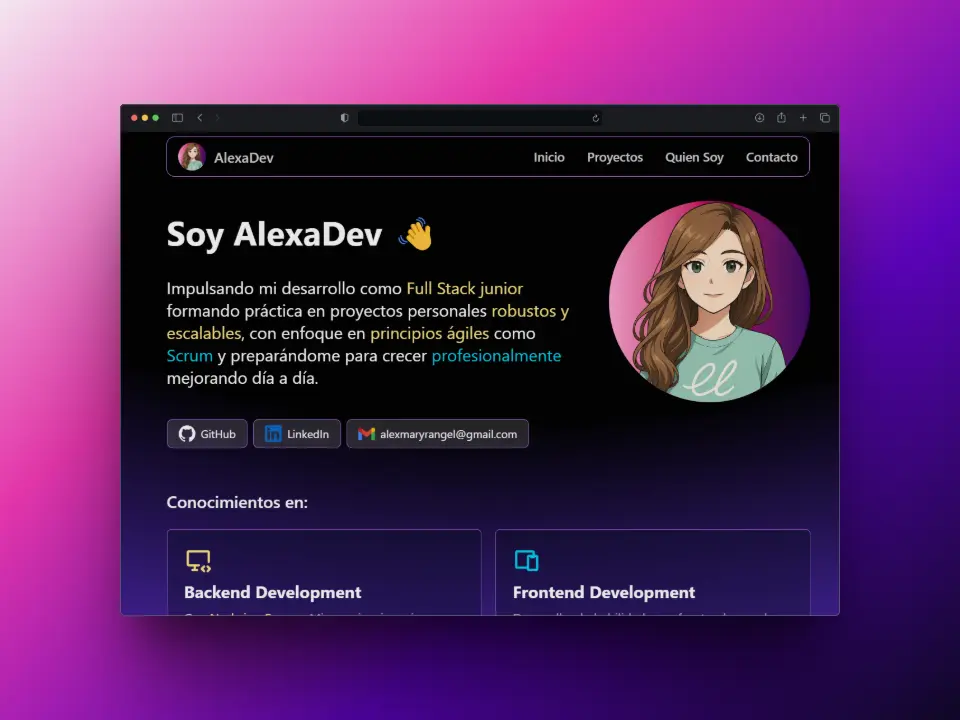 AlexaDev
Inicio
Proyectos
Quien Soy
Contacto
Soy AlexaDev
Impulsando mi desarrollo como Full Stack junior
formando práctica en proyectos personales robustos y
escalables, con enfoque en principios ágiles como
Scrum y preparándome para crecer profesionalmente
mejorando día a día.
GitHub
LinkedIn
alexmaryrangel@gmail.com
Conocimientos en:
Backend Development
Frontend Development